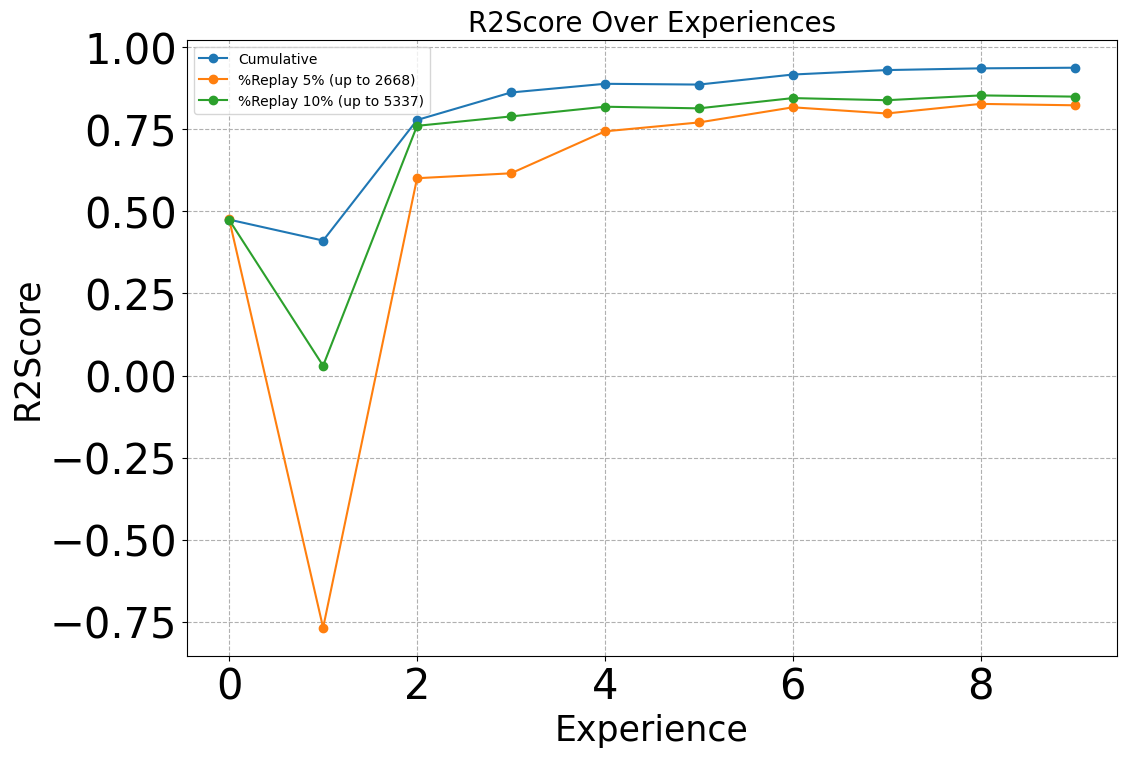 R2Score Over Experiences
Cumulative
%Replay 5% (up to 2668)
%Replay 10% (up to 5337)
1.00
0.75
0.50
0.25
0.00
−0.25
−0.50
−0.75
R2Score
0 2 4 6 8
Experience